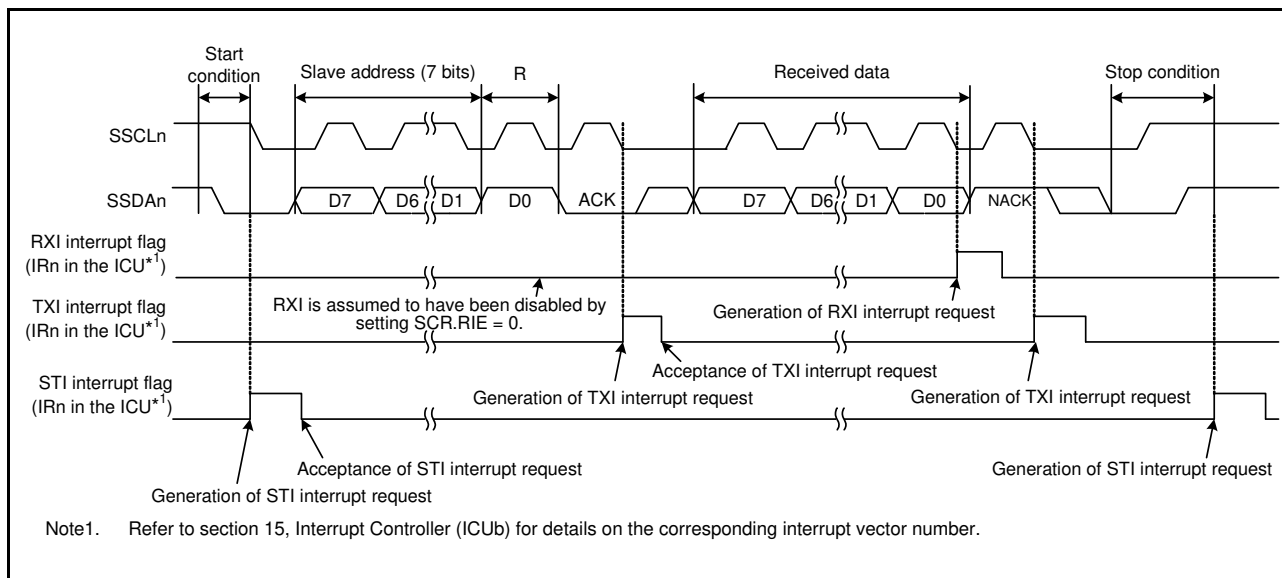 Start
condition
Slave address (7 bits)
R
Received data
Stop condition
SSCLn
SSDAn
D7
D6
D1
D0
ACK
D7
D6
D1
D0
NACK
RXI interrupt flag
(IRn in the ICU*1)
RXI is assumed to have been disabled by
setting SCR.RIE = 0.
Generation of RXI interrupt request
TXI interrupt flag
(IRn in the ICU*1)
Acceptance of TXI interrupt request
Generation of TXI interrupt request
Generation of TXI interrupt request
STI interrupt flag
(IRn in the ICU*1)
Acceptance of STI interrupt request
Generation of STI interrupt request
Generation of STI interrupt request
Note1. Refer to section 15, Interrupt Controller (ICUb) for details on the corresponding interrupt vector number.